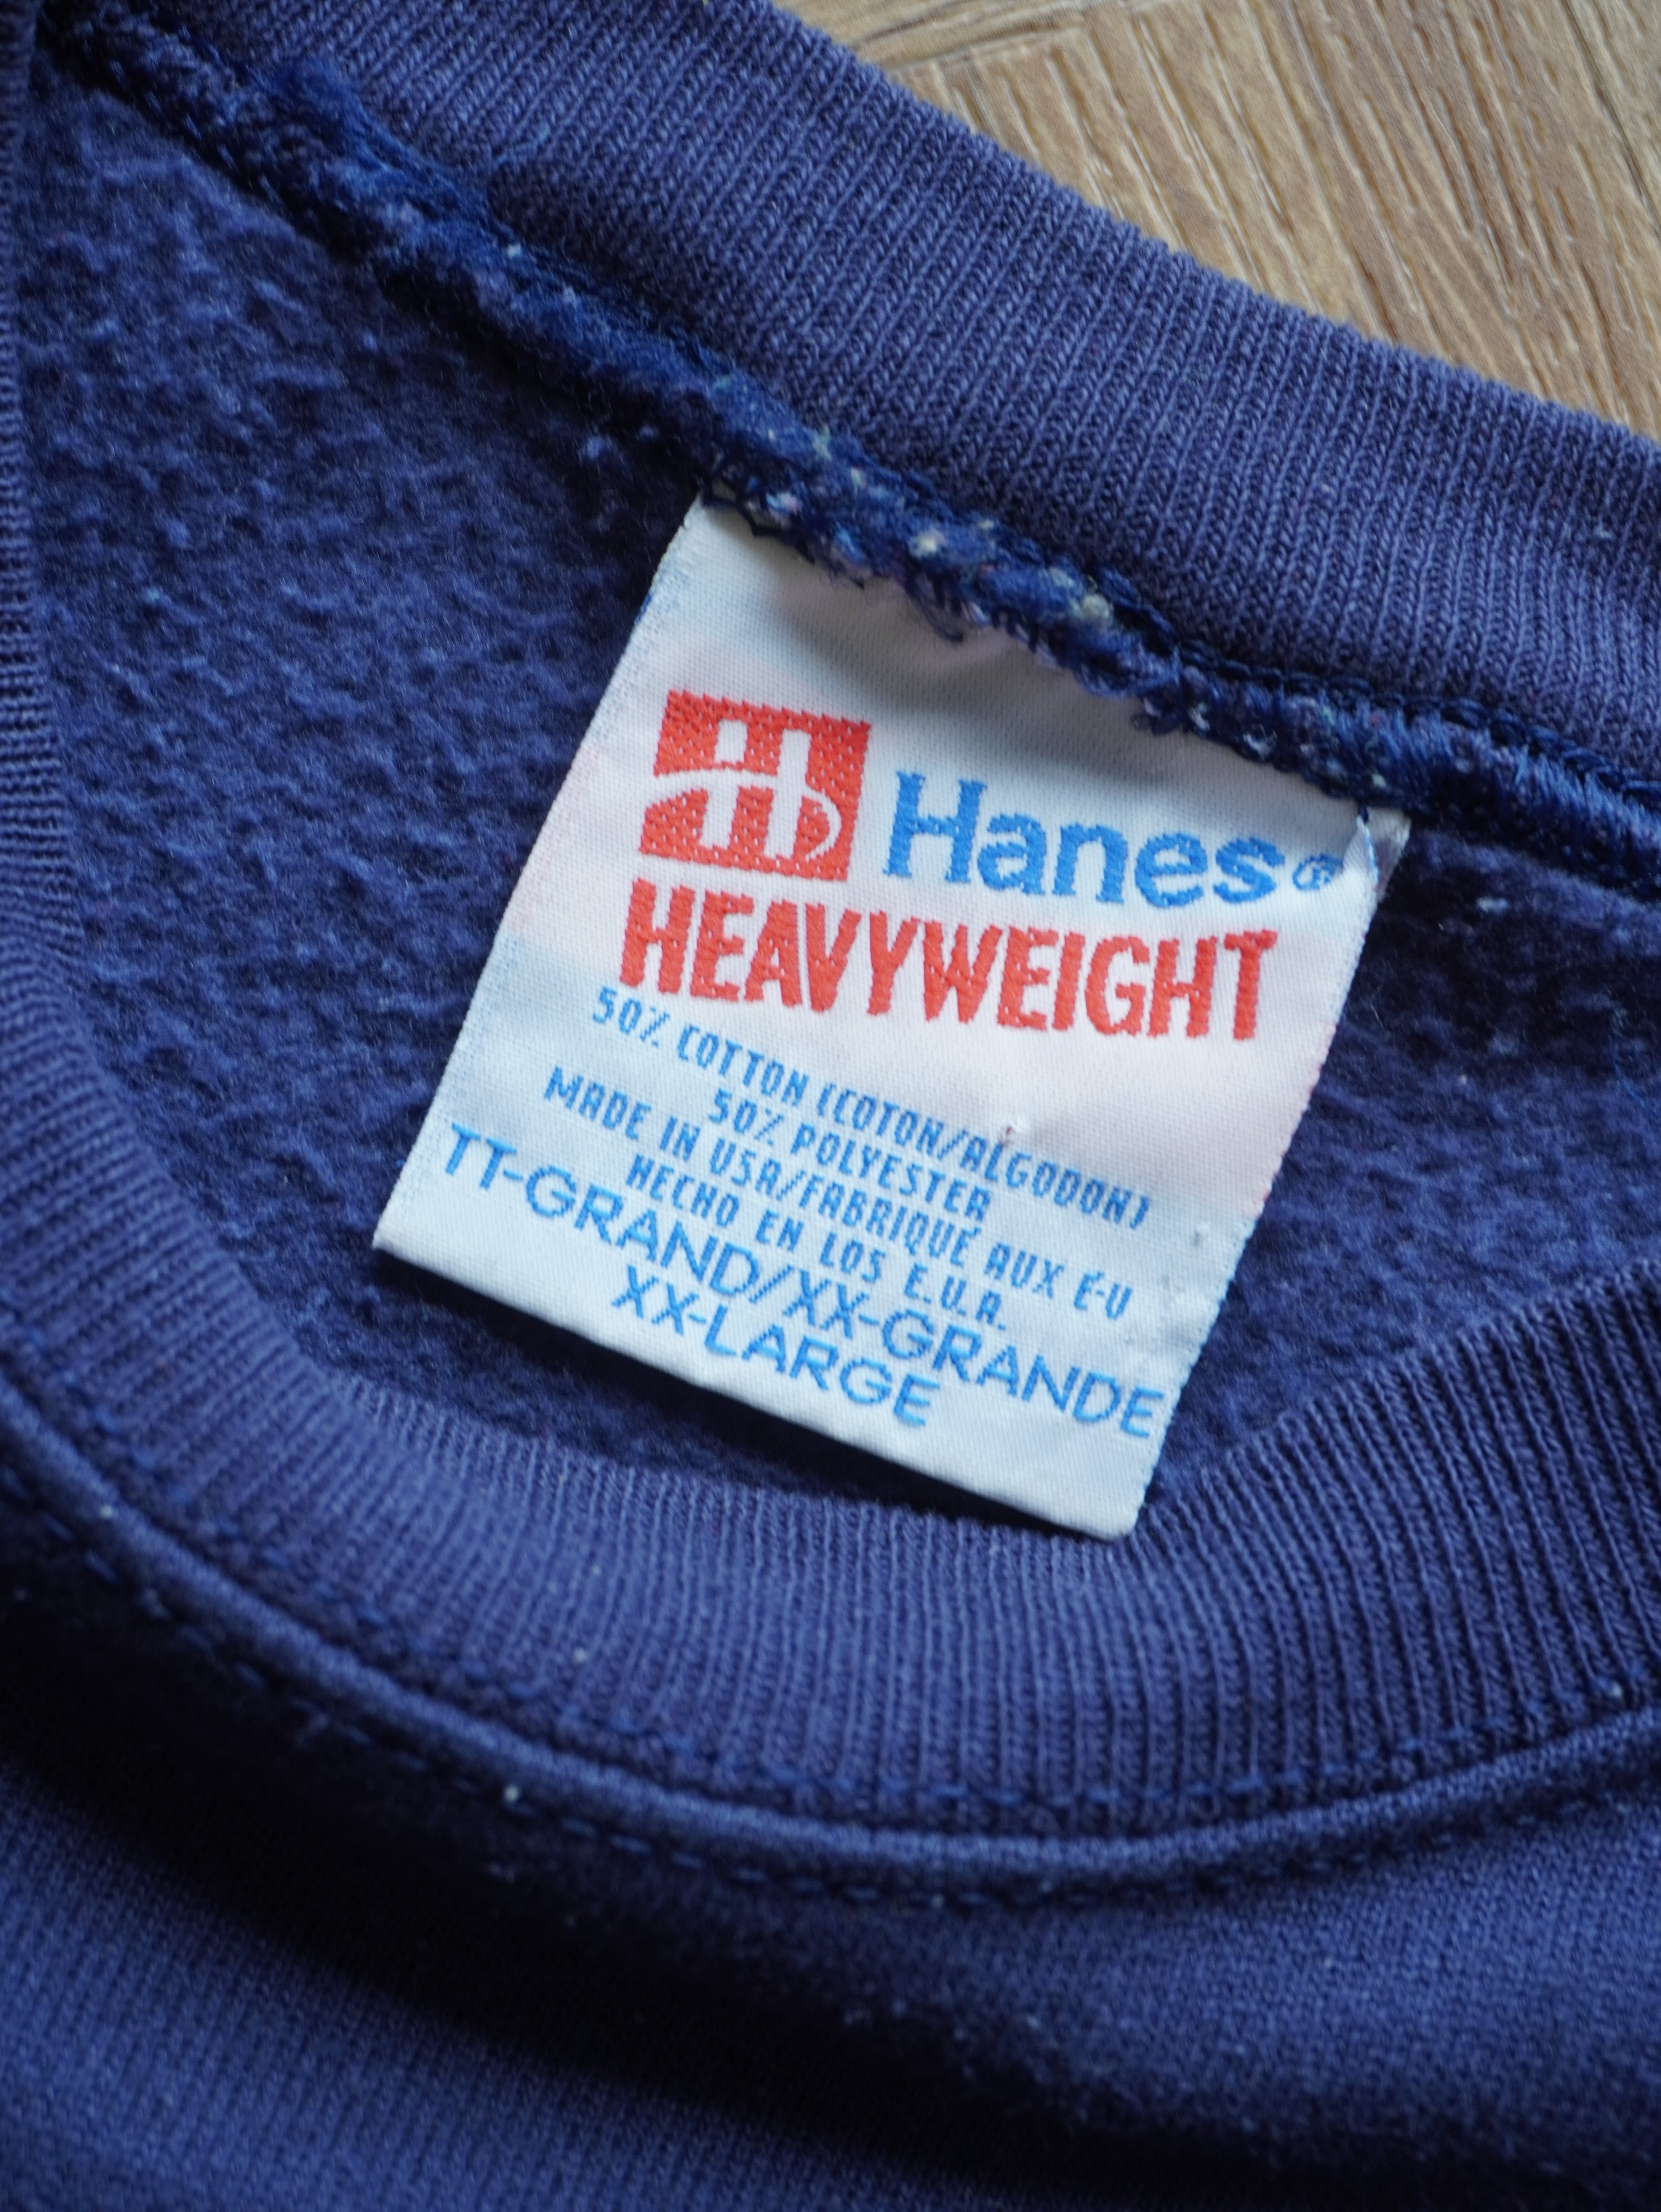 Hanes®
HEAVYWEIGHT
50% COTTON (COTON/ALGODON)
50% POLYESTER
MADE IN USA/FABRIQUÉ AUX É-U
HECHO EN LOS E.U.A.
TT-GRAND/XX-GRANDE
XX-LARGE